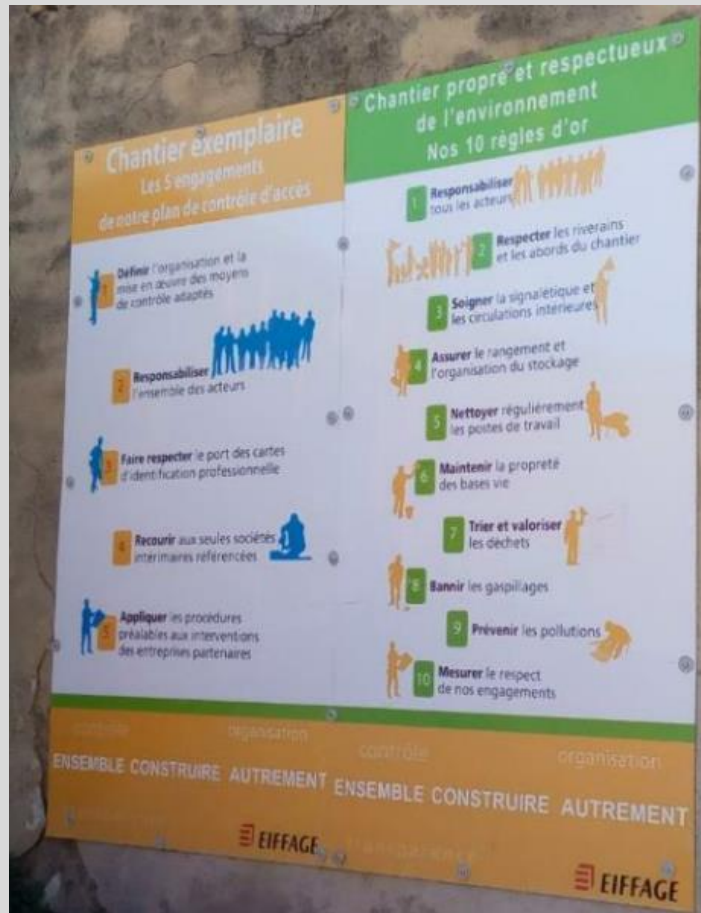 Chantier exemplaire
Les 5 engagements
de notre plan de contrôle d'accès
1
Définir l'organisation et la
mise en œuvre des moyens
de contrôle adaptés
2
Responsabiliser
l'ensemble des acteurs
3
Faire respecter le port des cartes
d'identification professionnelle
4
Recourir aux seules sociétés
intérimaires référencées
5
Appliquer les procédures
préalables aux interventions
des entreprises partenaires
contrôle organisation
ENSEMBLE CONSTRUIRE AUTREMENT
EIFFAGE
Chantier propre et respectueux
de l'environnement
Nos 10 règles d'or
1
Responsabiliser
tous les acteurs
2
Respecter les riverains
et les abords du chantier
3
Soigner la signalétique et
les circulations intérieures
4
Assurer le rangement et
l'organisation du stockage
5
Nettoyer régulièrement
les postes de travail
6
Maintenir la propreté
des bases vie
7
Trier et valoriser
les déchets
8
Bannir les gaspillages
9
Prévenir les pollutions
10
Mesurer le respect
de nos engagements
contrôle organisation
ENSEMBLE CONSTRUIRE AUTREMENT
transparence
EIFFAGE